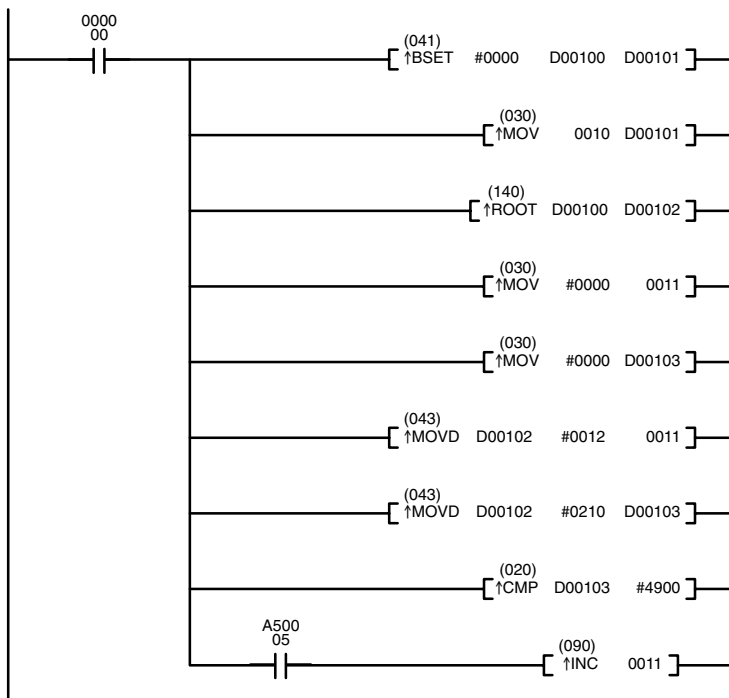 0000
00
(041)
↑BSET #0000 D00100 D00101
(030)
↑MOV 0010 D00101
(140)
↑ROOT D00100 D00102
(030)
↑MOV #0000 0011
(030)
↑MOV #0000 D00103
(043)
↑MOVD D00102 #0012 0011
(043)
↑MOVD D00102 #0210 D00103
(020)
↑CMP D00103 #4900
A500
05
(090)
↑INC 0011